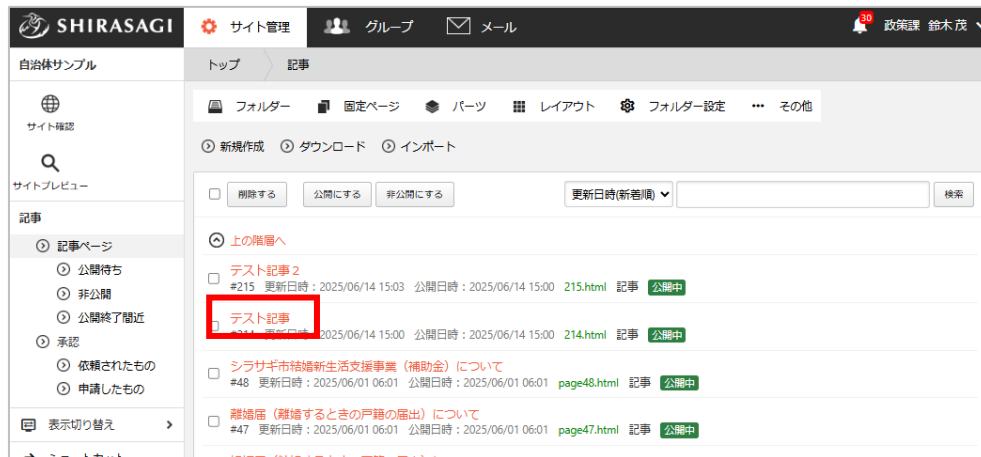 SHIRASAGI サイト管理 グループ メール 30 政策課 鈴木 茂
自治体サンプル トップ 記事
サイト確認
サイトプレビュー
フォルダー 固定ページ パーツ レイアウト フォルダー設定 その他
新規作成 ダウンロード インポート
削除する 公開にする 非公開にする 更新日時(新着順) 検索
記事
記事ページ
公開待ち
非公開
公開終了間近
承認
依頼されたもの
申請したもの
表示切り替え
上の階層へ
テスト記事2
#215 更新日時:2025/06/14 15:03 公開日時:2025/06/14 15:00 215.html 記事 公開中
テスト記事
#214 更新日時:2025/06/14 15:00 公開日時:2025/06/14 15:00 214.html 記事 公開中
シラサギ市結婚新生活支援事業(補助金)について
#48 更新日時:2025/06/01 06:01 公開日時:2025/06/01 06:01 page48.html 記事 公開中
離婚届(離婚するときの戸籍の届出)について
#47 更新日時:2025/06/01 06:01 公開日時:2025/06/01 06:01 page47.html 記事 公開中